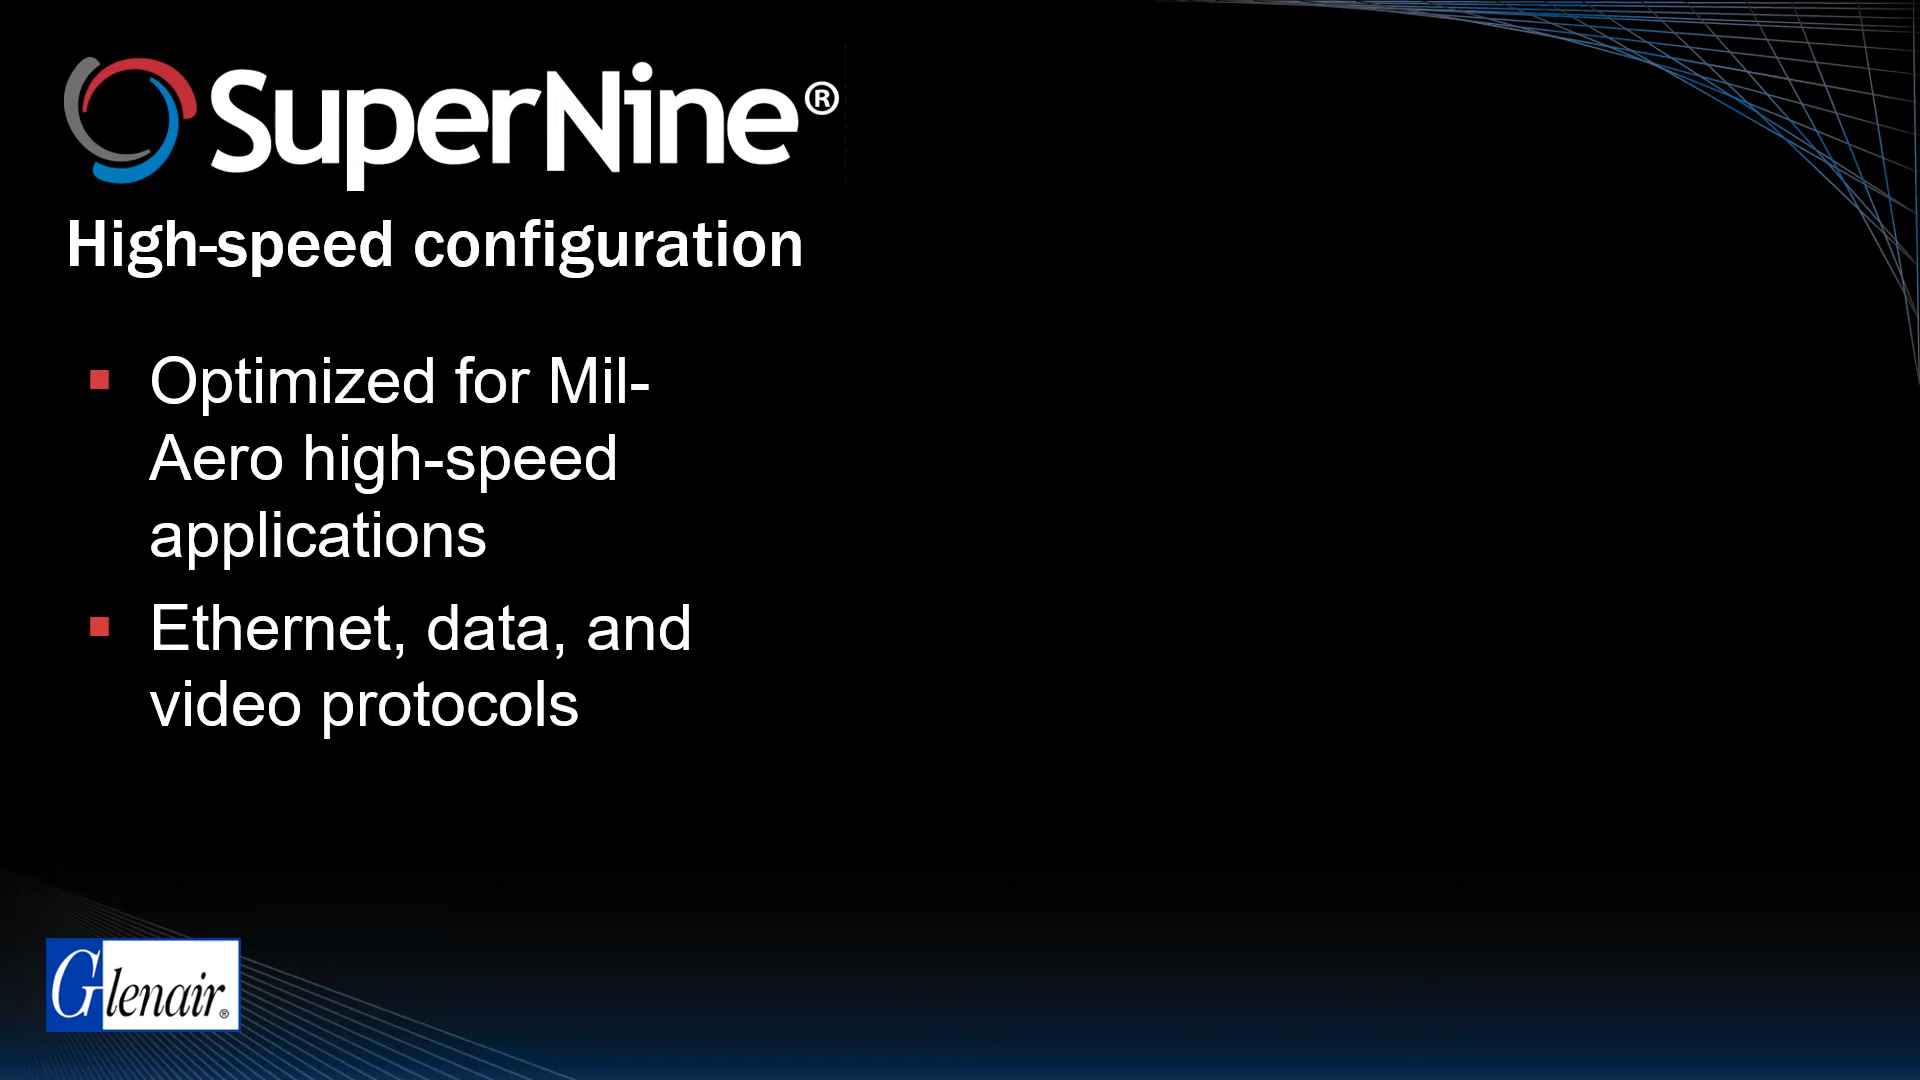 SuperNine®
High-speed configuration
▪ Optimized for Mil-
Aero high-speed
applications
▪ Ethernet, data, and
video protocols
Glenair®